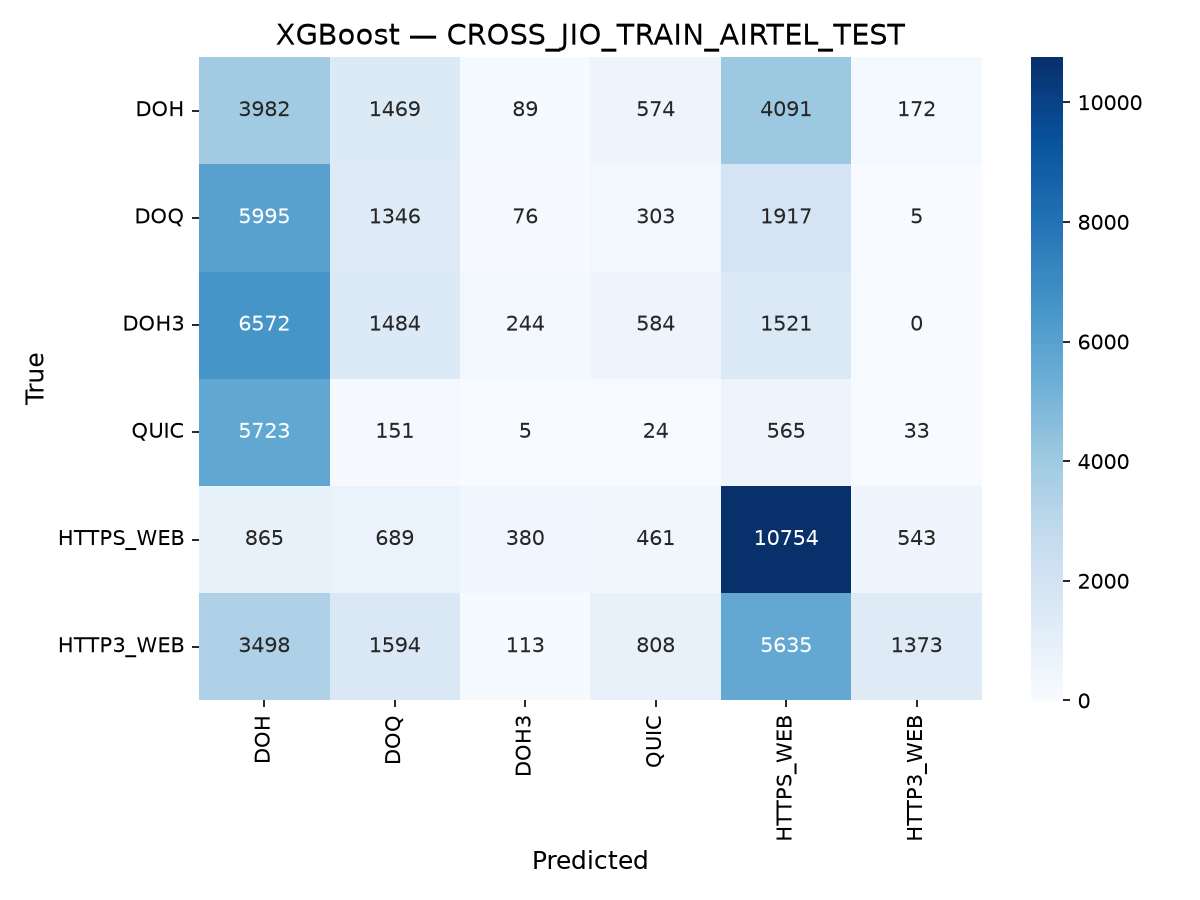 XGBoost — CROSS_JIO_TRAIN_AIRTEL_TEST
DOH 3982 1469 89 574 4091 172
DOQ 5995 1346 76 303 1917 5
DOH3 6572 1484 244 584 1521 0
QUIC 5723 151 5 24 565 33
HTTPS_WEB 865 689 380 461 10754 543
HTTP3_WEB 3498 1594 113 808 5635 1373
True
DOH DOQ DOH3 QUIC HTTPS_WEB HTTP3_WEB
Predicted
10000
8000
6000
4000
2000
0